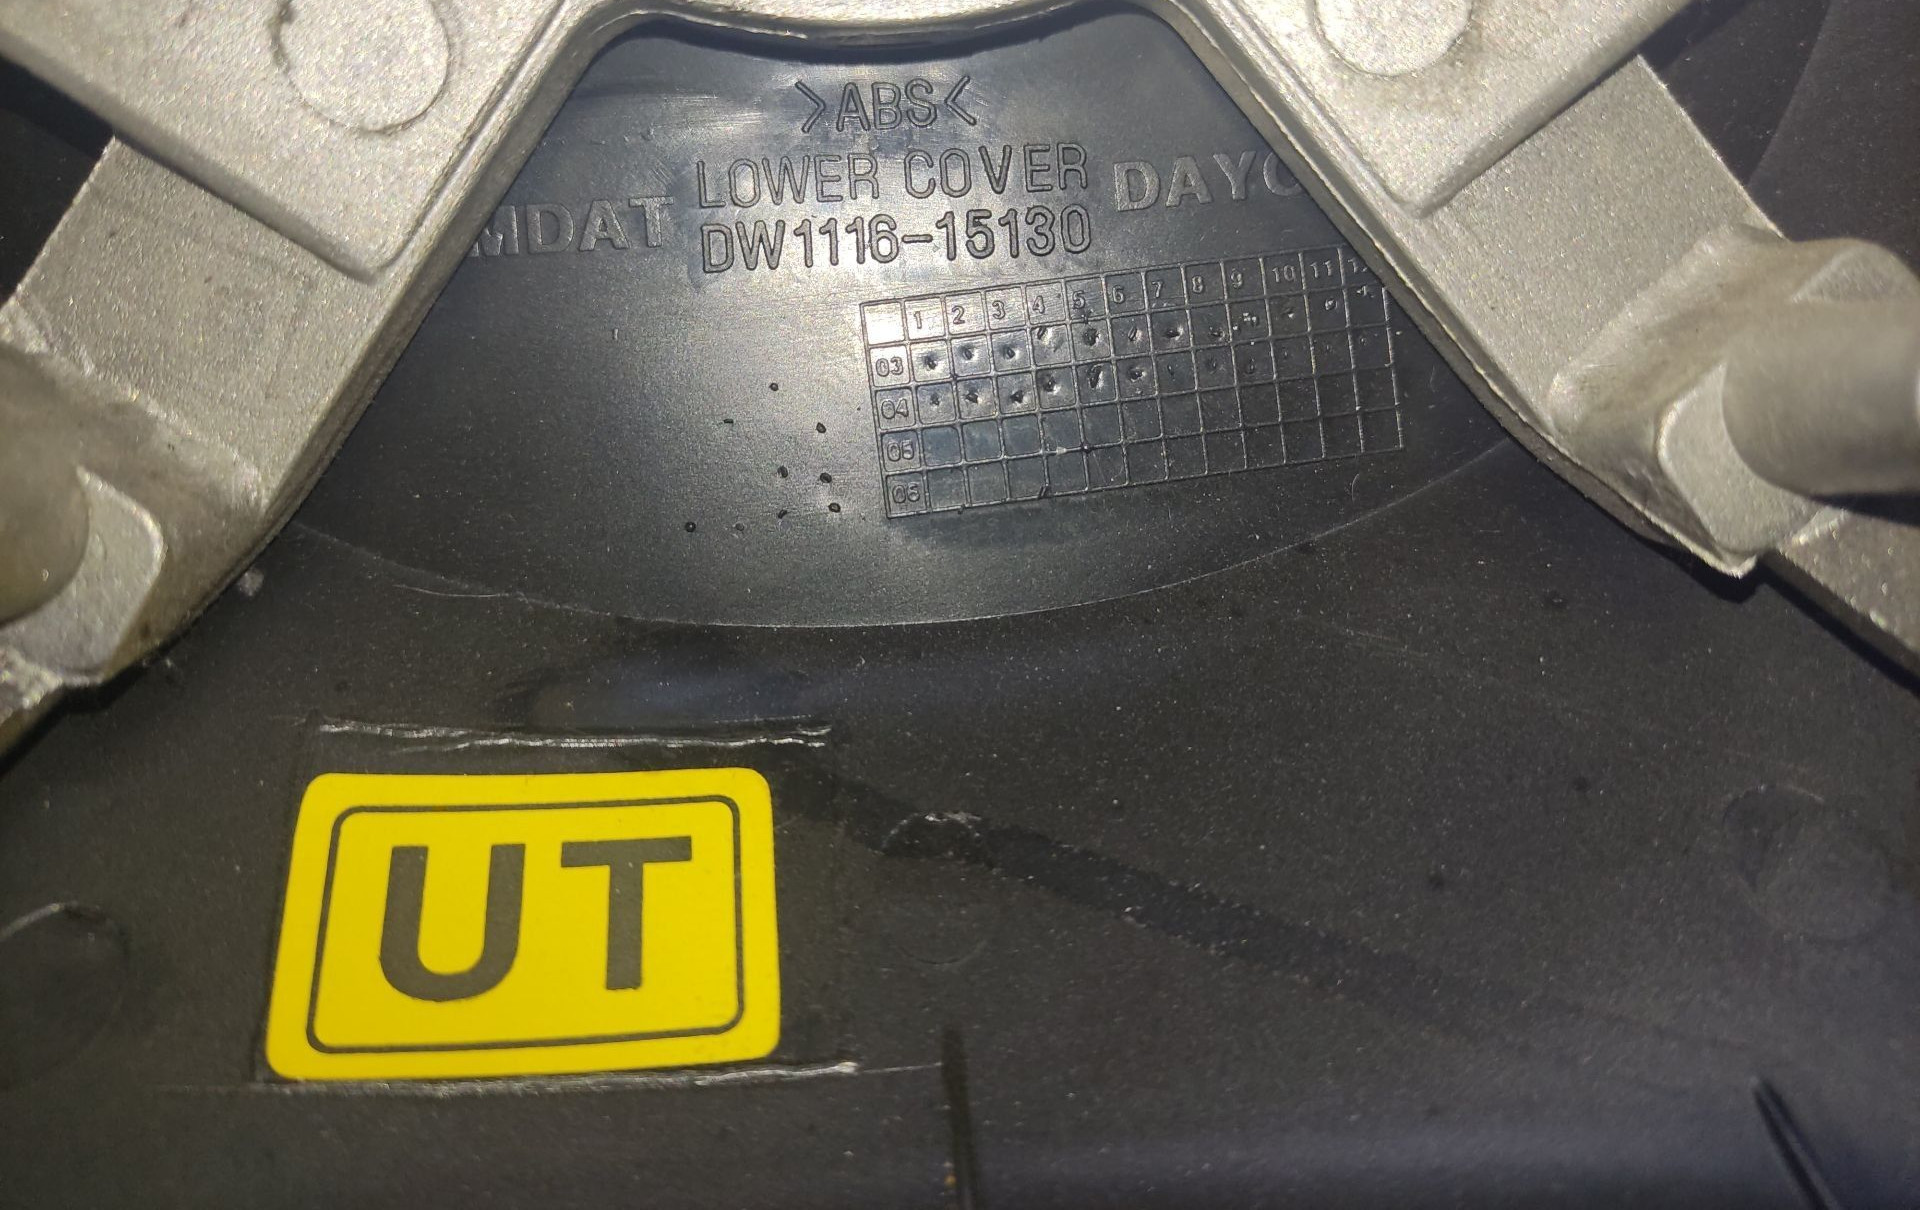 >ABS<
LOWER COVER
MDAT DAYC
DW1116-15130
1 2 3 4 5 6 7 8 9 10 11
03
04
05
06
UT